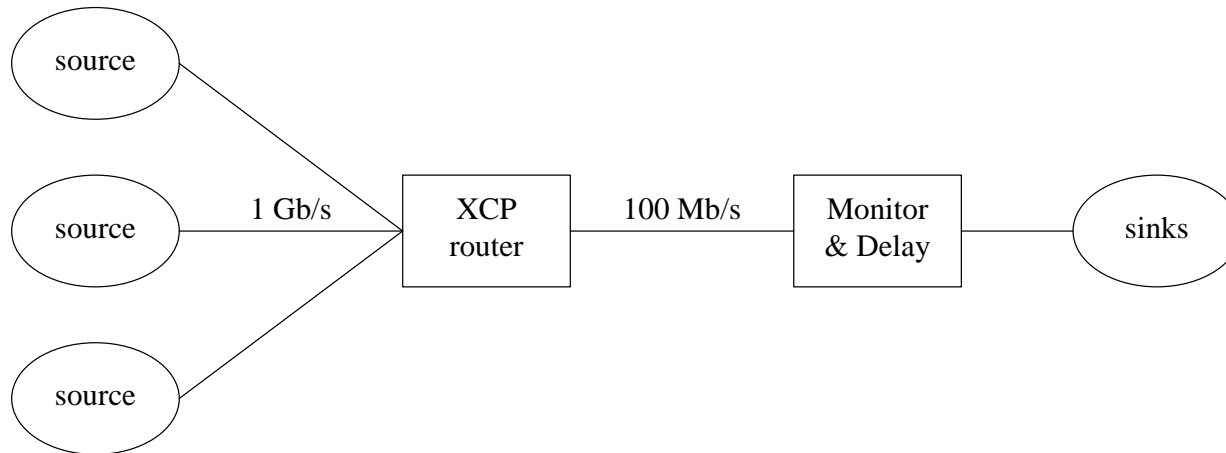 source
source
source
1 Gb/s
XCP
router
100 Mb/s
Monitor
& Delay
sinks